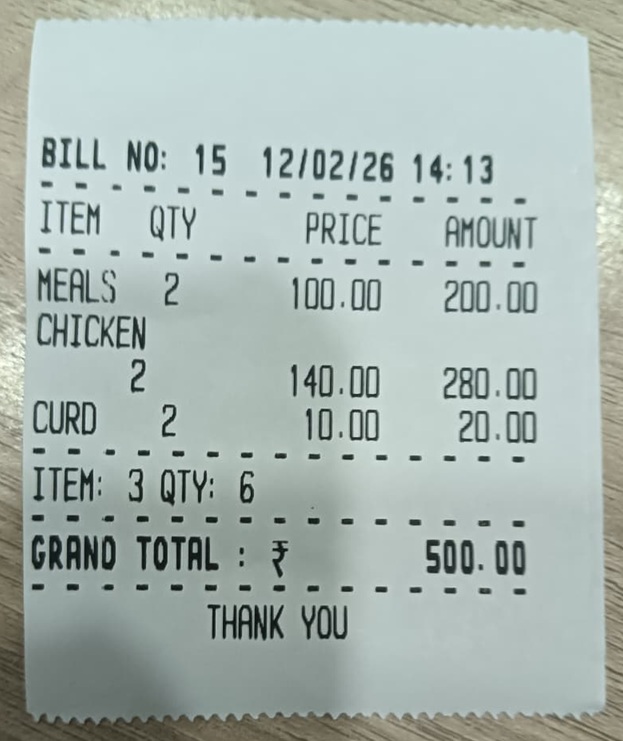 BILL NO: 15 12/02/26 14:13
ITEM QTY PRICE AMOUNT
MEALS 2 100.00 200.00
CHICKEN
2 140.00 280.00
CURD 2 10.00 20.00
ITEM: 3 QTY: 6
GRAND TOTAL : ₹ 500.00
THANK YOU